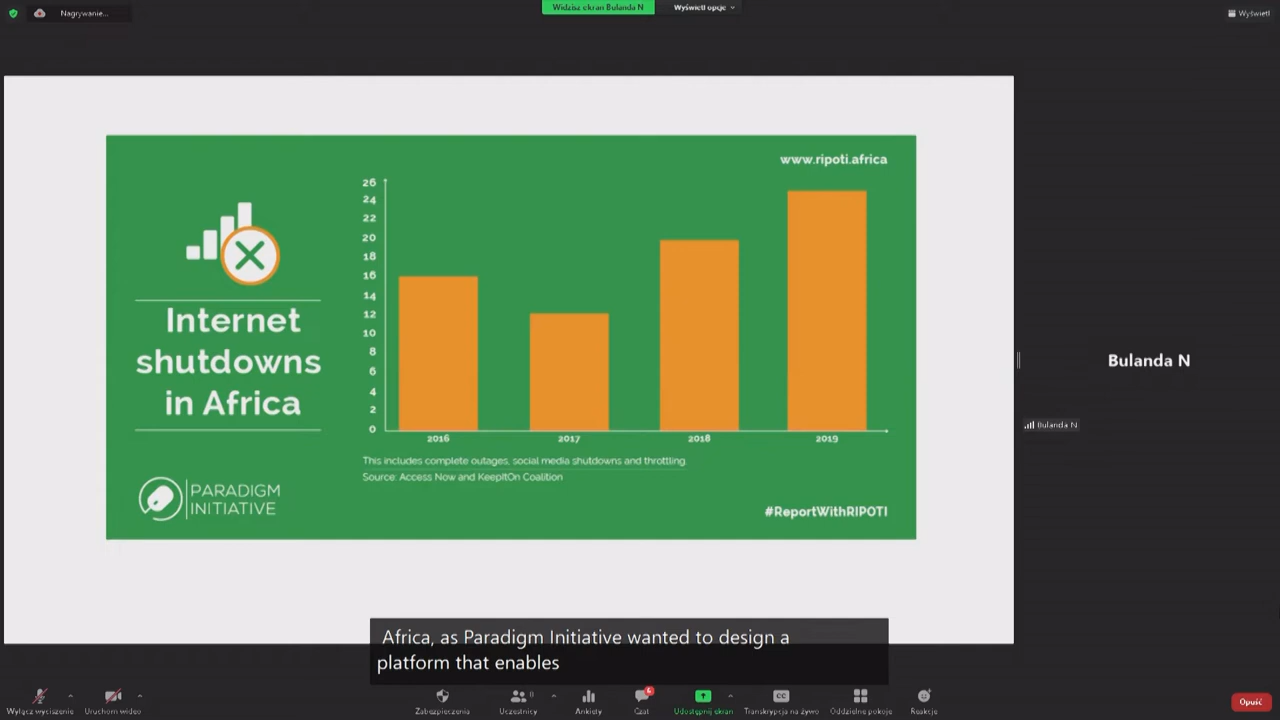 Nagrywanie...
Widzisz ekran Bulanda N
Wyświetl opcje
Wyświetl
www.ripoti.africa
26
24
22
20
18
16
14
12
10
8
6
4
2
0
2016 2017 2018 2019
Internet
shutdowns
in Africa
This includes complete outages, social media shutdowns and throttling.
Source: Access Now and KeepItOn Coalition
PARADIGM
INITIATIVE
#ReportWithRIPOTI
Bulanda N
Bulanda N
Africa, as Paradigm Initiative wanted to design a
platform that enables
Wyłącz wyciszenie
Uruchom wideo
Zabezpieczenia
Uczestnicy
8
Ankiety
Czat
6
Udostępnij ekran
CC
Transkrypcja na żywo
Oddzielne pokoje
Reakcje
Opuść